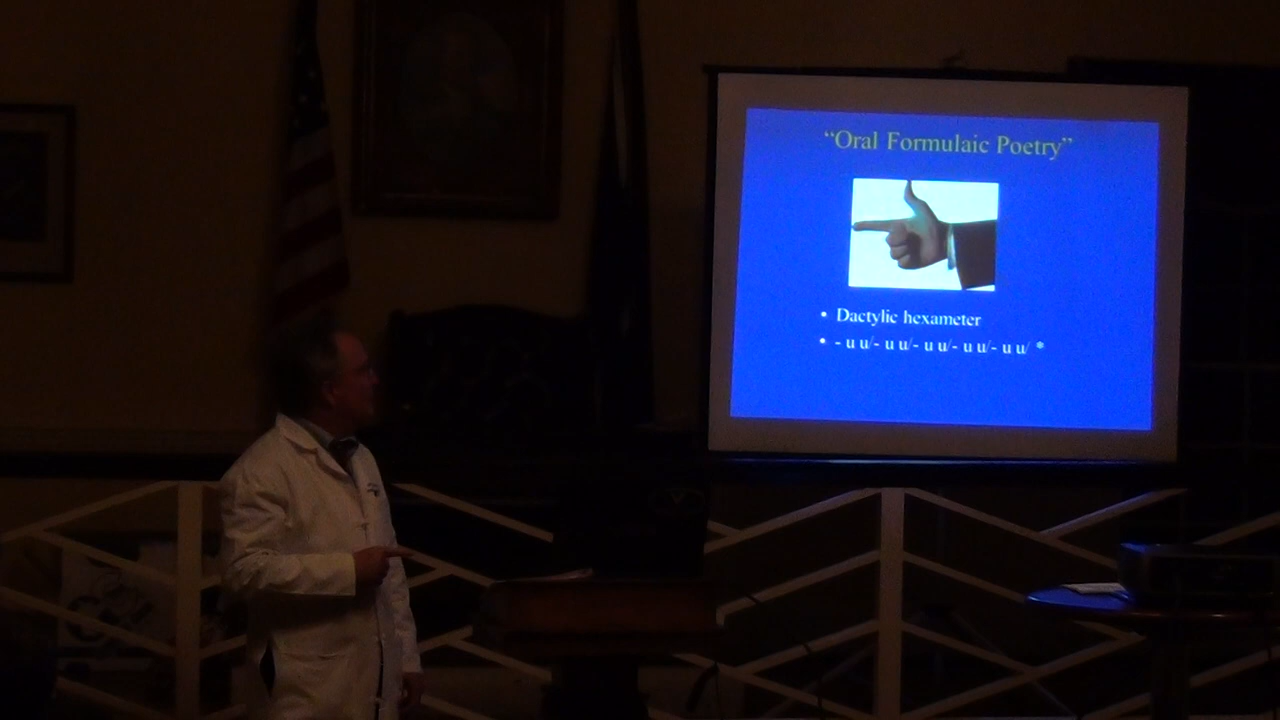 “Oral Formulaic Poetry”
• Dactylic hexameter
• - u u/- u u/- u u/- u u/- u u/ *